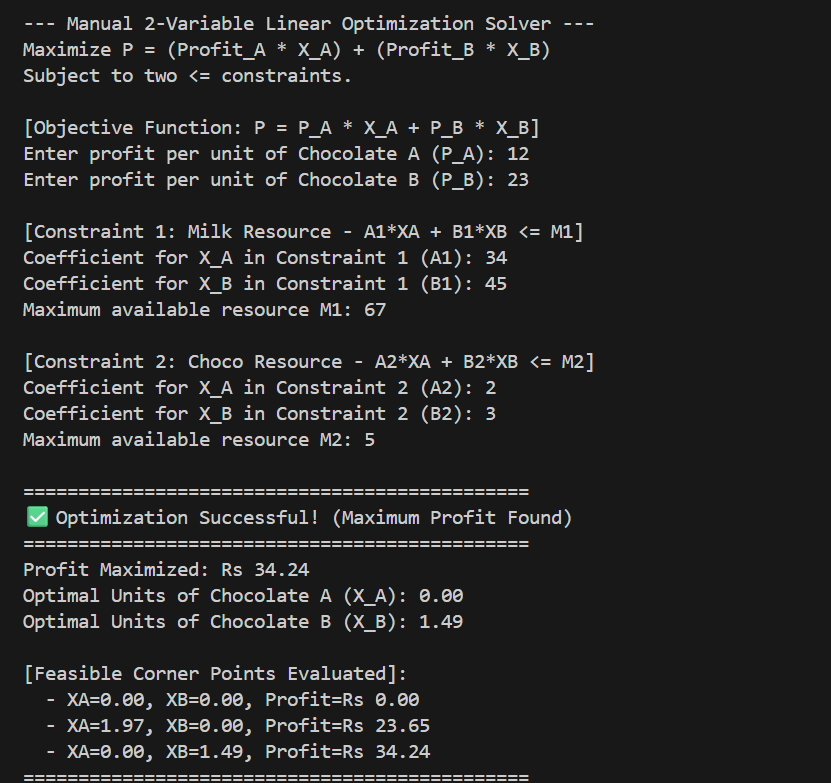 --- Manual 2-Variable Linear Optimization Solver ---
Maximize P = (Profit_A * X_A) + (Profit_B * X_B)
Subject to two <= constraints.

[Objective Function: P = P_A * X_A + P_B * X_B]
Enter profit per unit of Chocolate A (P_A): 12
Enter profit per unit of Chocolate B (P_B): 23

[Constraint 1: Milk Resource - A1*XA + B1*XB <= M1]
Coefficient for X_A in Constraint 1 (A1): 34
Coefficient for X_B in Constraint 1 (B1): 45
Maximum available resource M1: 67

[Constraint 2: Choco Resource - A2*XA + B2*XB <= M2]
Coefficient for X_A in Constraint 2 (A2): 2
Coefficient for X_B in Constraint 2 (B2): 3
Maximum available resource M2: 5

==============================================
✅ Optimization Successful! (Maximum Profit Found)
==============================================
Profit Maximized: Rs 34.24
Optimal Units of Chocolate A (X_A): 0.00
Optimal Units of Chocolate B (X_B): 1.49

[Feasible Corner Points Evaluated]:
  - XA=0.00, XB=0.00, Profit=Rs 0.00
  - XA=1.97, XB=0.00, Profit=Rs 23.65
  - XA=0.00, XB=1.49, Profit=Rs 34.24
==============================================